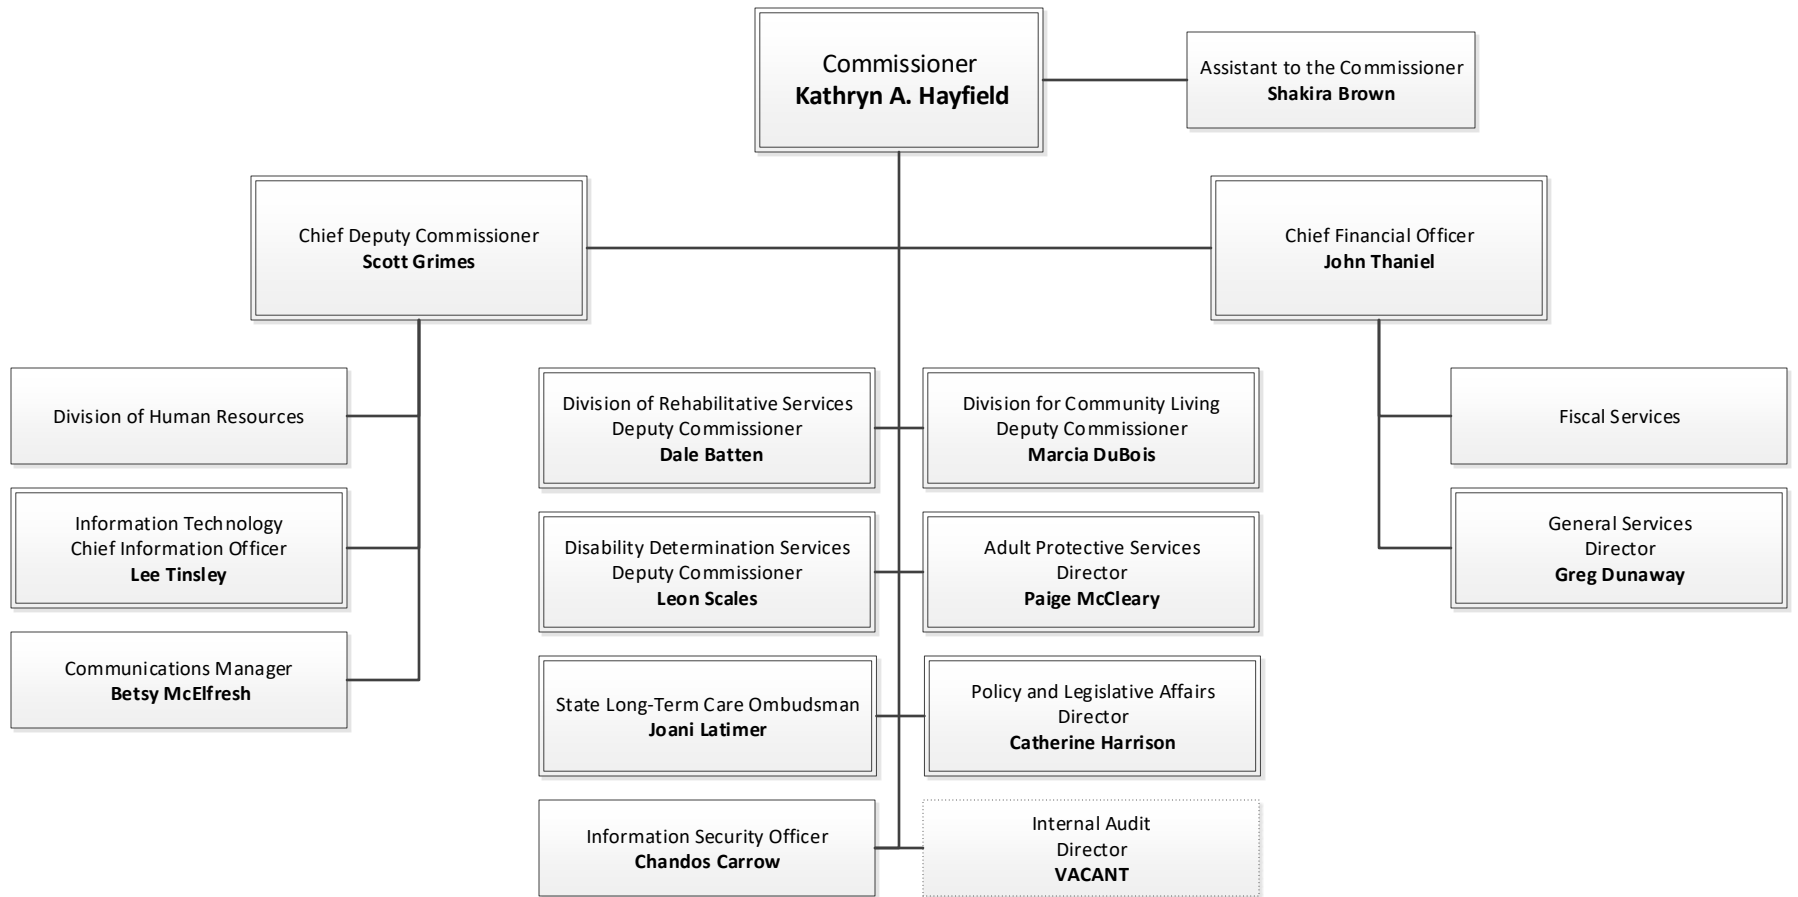 Commissioner
Kathryn A. Hayfield
Assistant to the Commissioner
Shakira Brown
Chief Deputy Commissioner
Scott Grimes
Chief Financial Officer
John Thaniel
Division of Human Resources
Information Technology
Chief Information Officer
Lee Tinsley
Communications Manager
Betsy McElfresh
Division of Rehabilitative Services
Deputy Commissioner
Dale Batten
Division for Community Living
Deputy Commissioner
Marcia DuBois
Disability Determination Services
Deputy Commissioner
Leon Scales
Adult Protective Services
Director
Paige McCleary
State Long-Term Care Ombudsman
Joani Latimer
Policy and Legislative Affairs
Director
Catherine Harrison
Information Security Officer
Chandos Carrow
Internal Audit
Director
VACANT
Fiscal Services
General Services
Director
Greg Dunaway